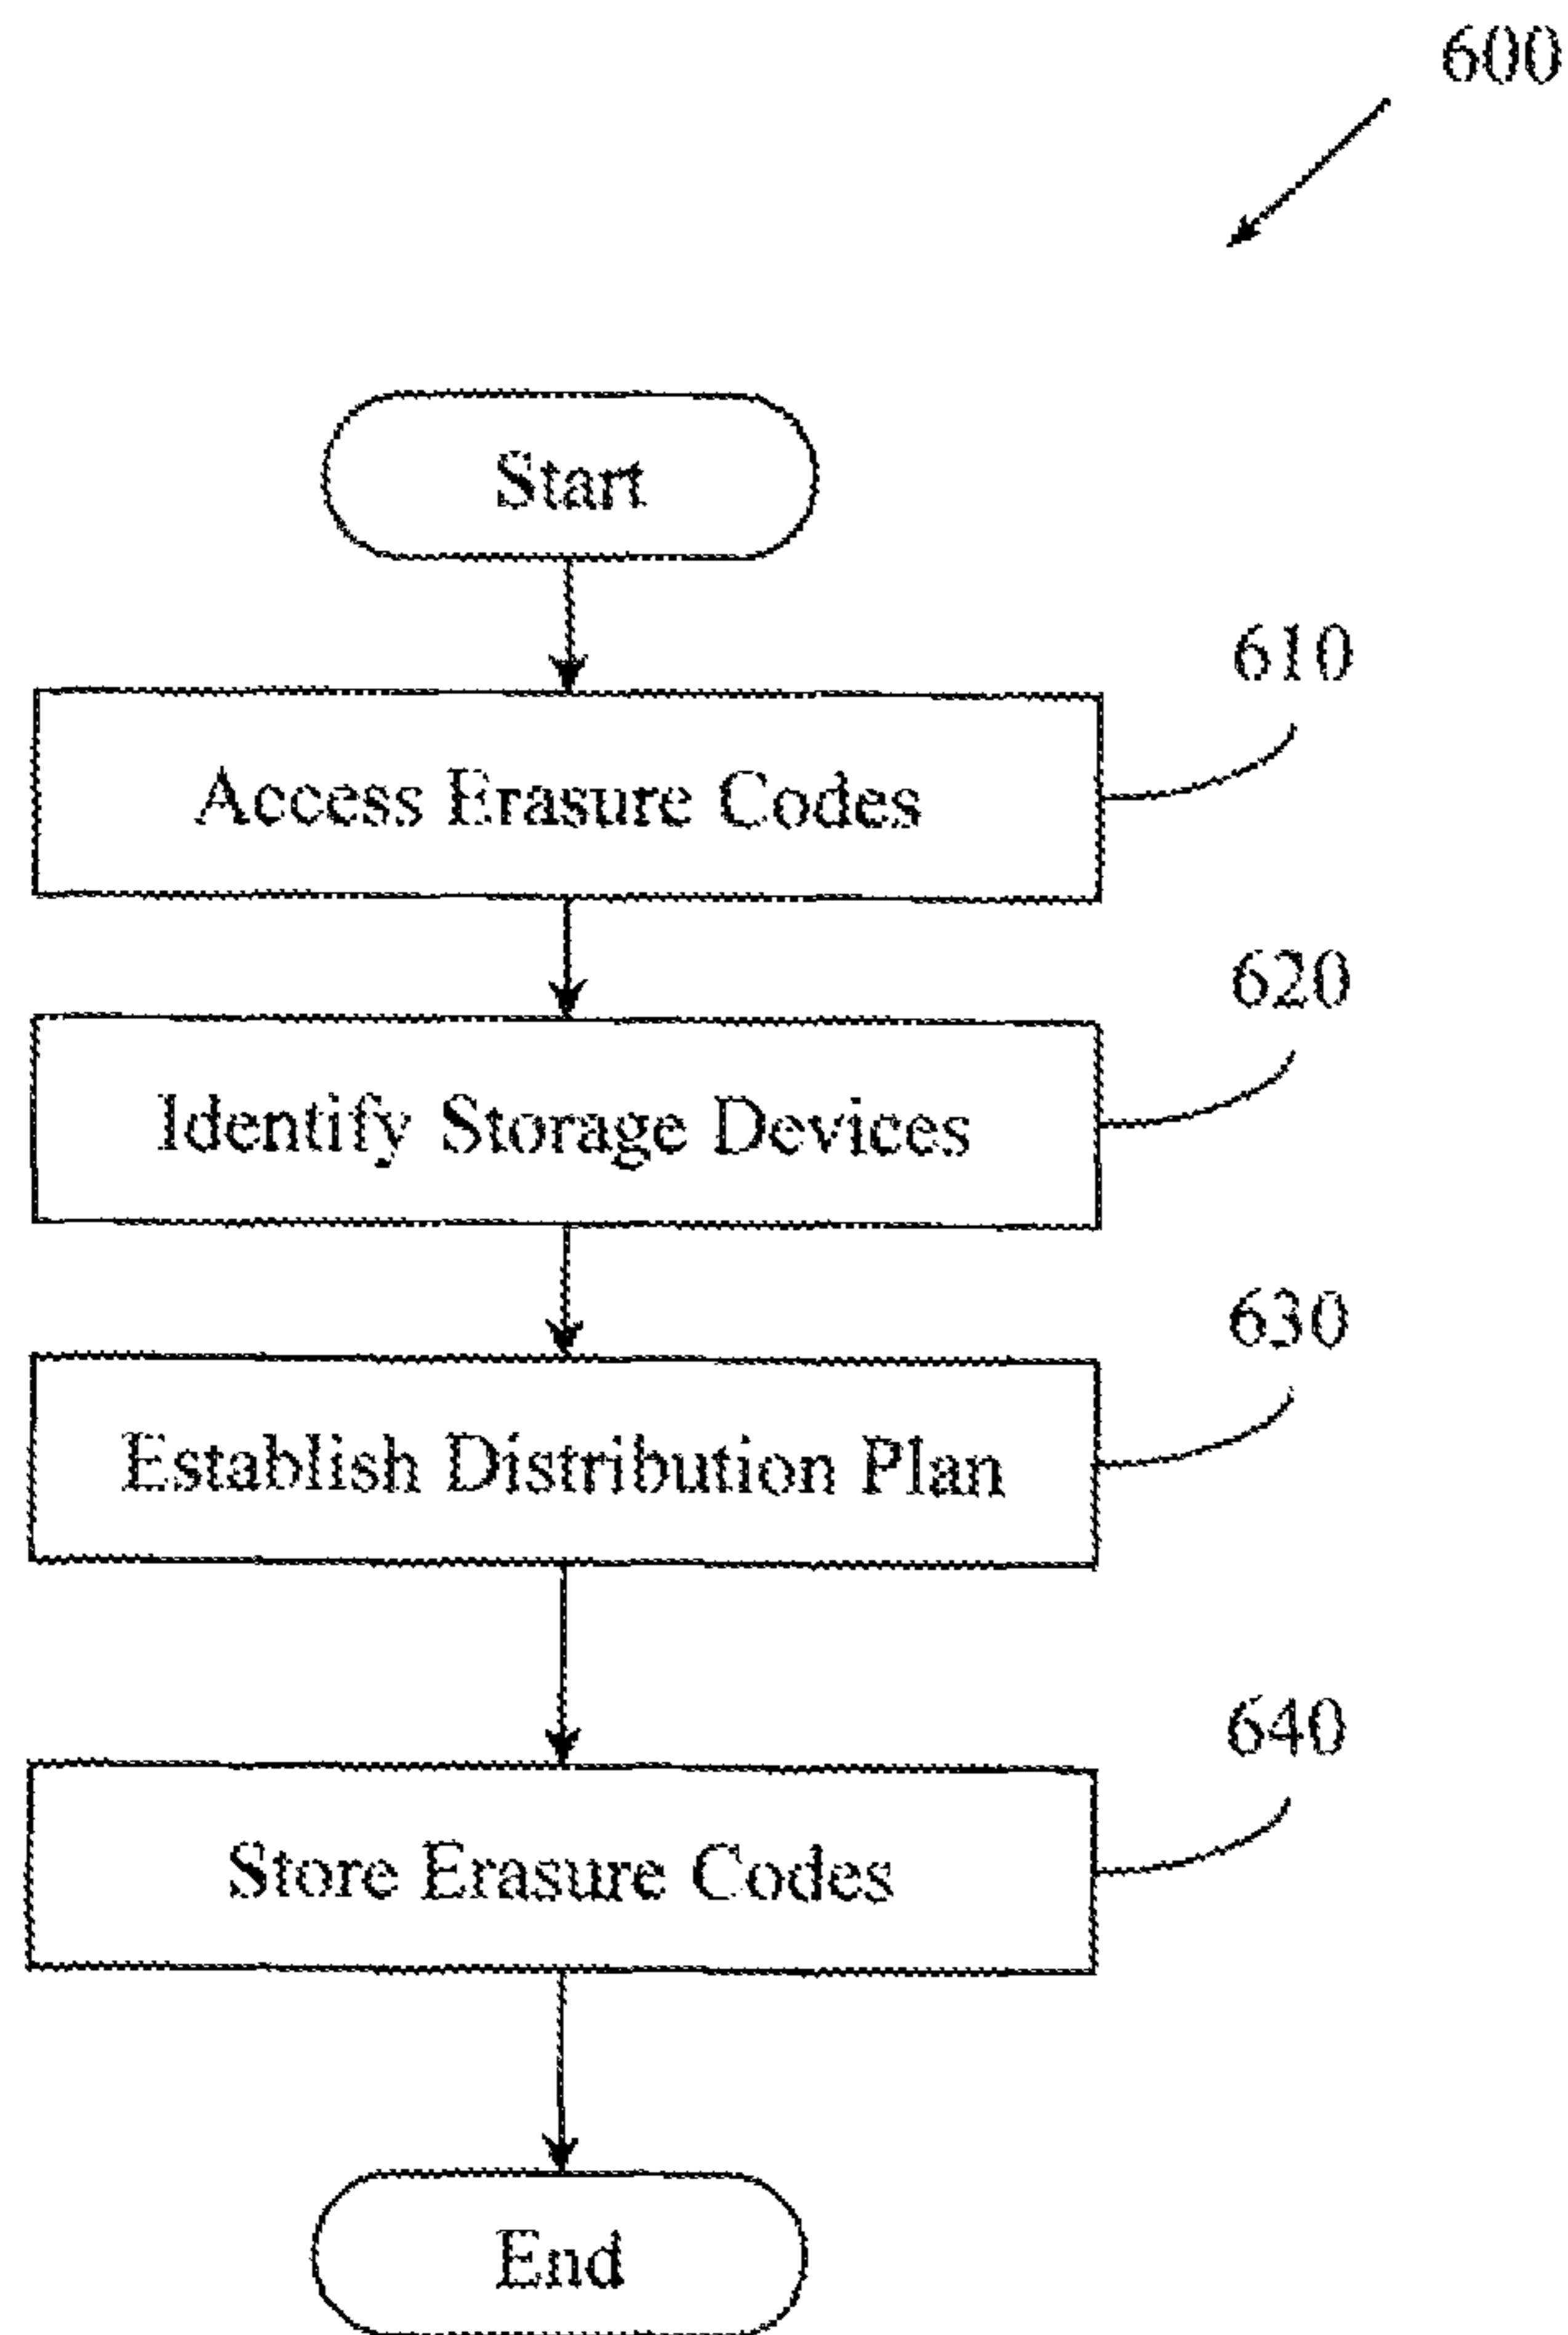 600
Start
610
Access Erasure Codes
620
Identify Storage Devices
630
Establish Distribution Plan
640
Store Erasure Codes
End